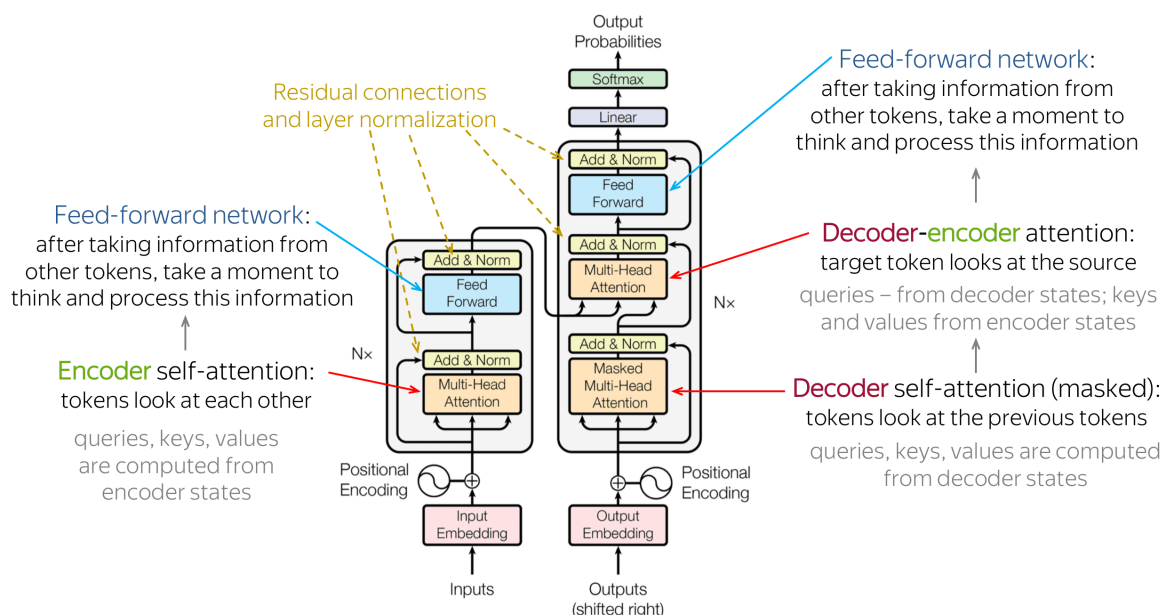 Output
Probabilities
Softmax
Linear
Add & Norm
Feed
Forward
Add & Norm
Multi-Head
Attention
Nx
Add & Norm
Masked
Multi-Head
Attention
Positional
Encoding
Output
Embedding
Outputs
(shifted right)
Add & Norm
Feed
Forward
Nx
Add & Norm
Multi-Head
Attention
Positional
Encoding
Input
Embedding
Inputs
Residual connections
and layer normalization
Feed-forward network:
after taking information from
other tokens, take a moment to
think and process this information
Encoder self-attention:
tokens look at each other
queries, keys, values
are computed from
encoder states
Feed-forward network:
after taking information from
other tokens, take a moment to
think and process this information
Decoder-encoder attention:
target token looks at the source
queries – from decoder states; keys
and values from encoder states
Decoder self-attention (masked):
tokens look at the previous tokens
queries, keys, values are computed
from decoder states